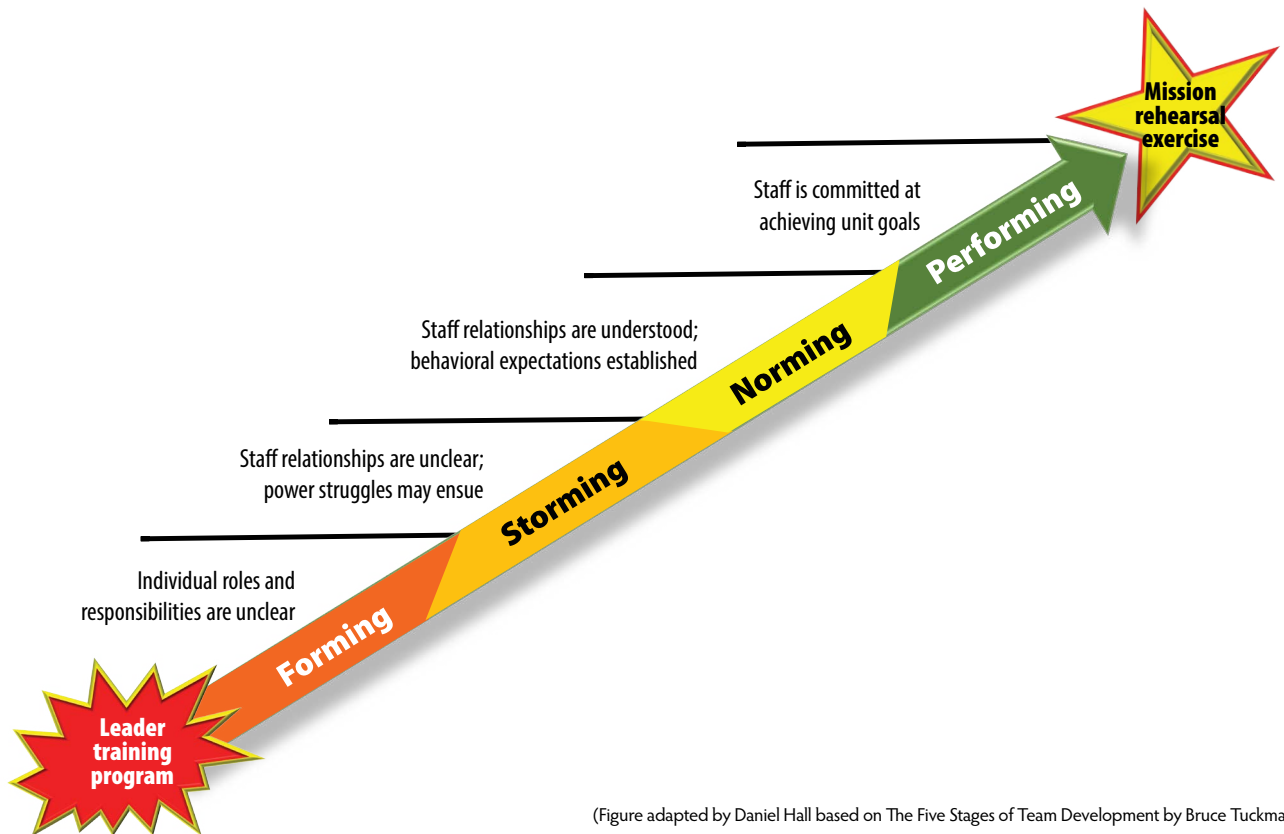 Mission
rehearsal
exercise
Staff is committed at
achieving unit goals
Performing
Staff relationships are understood;
behavioral expectations established
Norming
Staff relationships are unclear;
power struggles may ensue
Storming
Individual roles and
responsibilities are unclear
Forming
Leader
training
program
(Figure adapted by Daniel Hall based on The Five Stages of Team Development by Bruce Tuckma